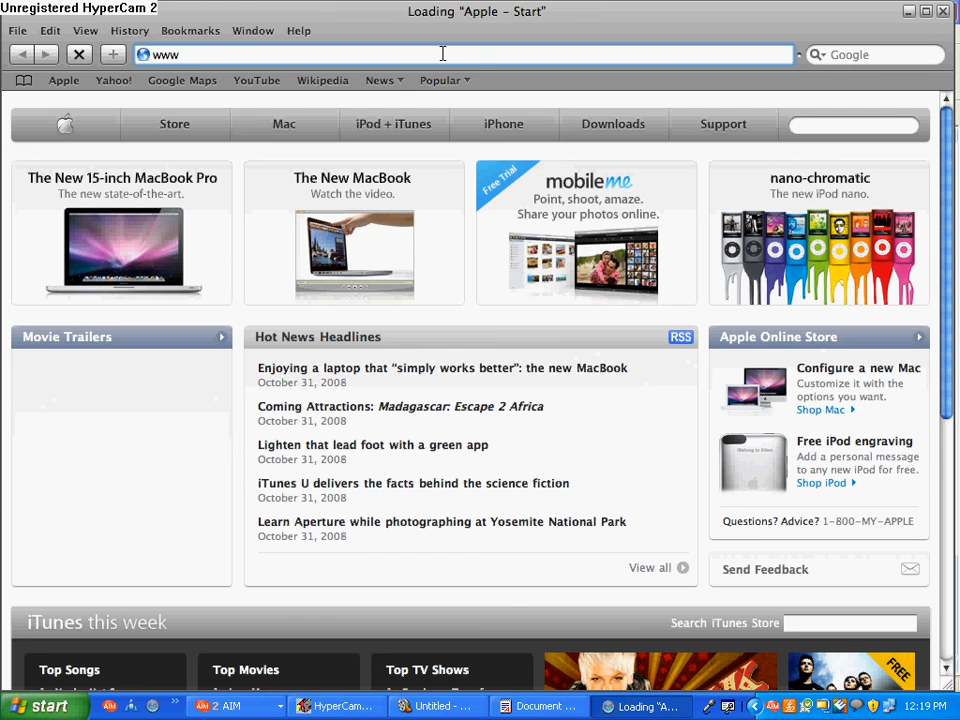 Unregistered HyperCam 2
Loading "Apple - Start"
File Edit View History Bookmarks Window Help
www
Google
Apple Yahoo! Google Maps YouTube Wikipedia News Popular
Store Mac iPod + iTunes iPhone Downloads Support
The New 15-inch MacBook Pro
The new state-of-the-art.
The New MacBook
Watch the video.
Free Trial
mobileme
Point, shoot, amaze.
Share your photos online.
nano-chromatic
The new iPod nano.
Movie Trailers
Hot News Headlines
RSS
Enjoying a laptop that "simply works better": the new MacBook
October 31, 2008
Coming Attractions: Madagascar: Escape 2 Africa
October 31, 2008
Lighten that lead foot with a green app
October 31, 2008
iTunes U delivers the facts behind the science fiction
October 31, 2008
Learn Aperture while photographing at Yosemite National Park
October 31, 2008
View all
Apple Online Store
Configure a new Mac
Customize it with the
options you want.
Shop Mac
Free iPod engraving
Add a personal message
to any new iPod for free.
Shop iPod
Questions? Advice? 1-800-MY-APPLE
Send Feedback
iTunes this week
Search iTunes Store
Top Songs
Top Movies
Top TV Shows
FREE
start
2 AIM
HyperCam...
Untitled - ...
Document ...
Loading "A...
12:19 PM